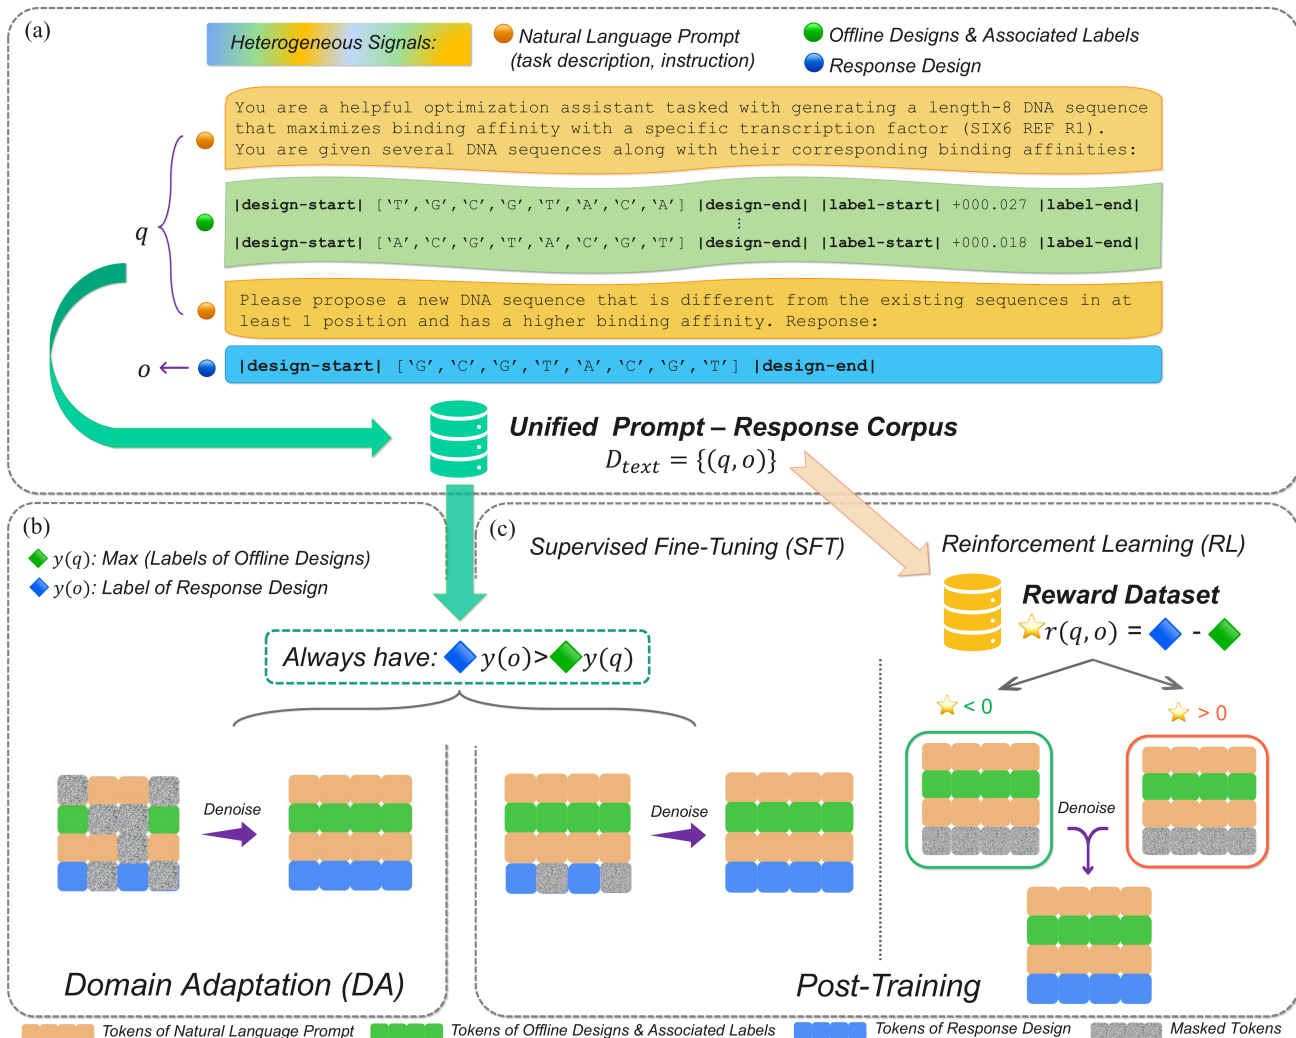 (a)
Heterogeneous Signals:
Natural Language Prompt
(task description, instruction)
Offline Designs & Associated Labels
Response Design
You are a helpful optimization assistant tasked with generating a length-8 DNA sequence
that maximizes binding affinity with a specific transcription factor (SIX6 REF R1).
You are given several DNA sequences along with their corresponding binding affinities:
q
|design-start| [‘T’,‘G’,‘C’,‘G’,‘T’,‘A’,‘C’,‘A’] |design-end| |label-start| +000.027 |label-end|
⋮
|design-start| [‘A’,‘C’,‘G’,‘T’,‘A’,‘C’,‘G’,‘T’] |design-end| |label-start| +000.018 |label-end|
Please propose a new DNA sequence that is different from the existing sequences in at
least 1 position and has a higher binding affinity. Response:
o
|design-start| [‘G’,‘C’,‘G’,‘T’,‘A’,‘C’,‘G’,‘T’] |design-end|
Unified Prompt – Response Corpus
D_text = {(q, o)}
(b)
y(q): Max (Labels of Offline Designs)
y(o): Label of Response Design
(c)
Supervised Fine-Tuning (SFT)
Reinforcement Learning (RL)
Reward Dataset
r(q, o) = -
Always have: y(o)> y(q)
< 0
> 0
Denoise
Denoise
Denoise
Domain Adaptation (DA)
Post-Training
Tokens of Natural Language Prompt
Tokens of Offline Designs & Associated Labels
Tokens of Response Design
Masked Tokens